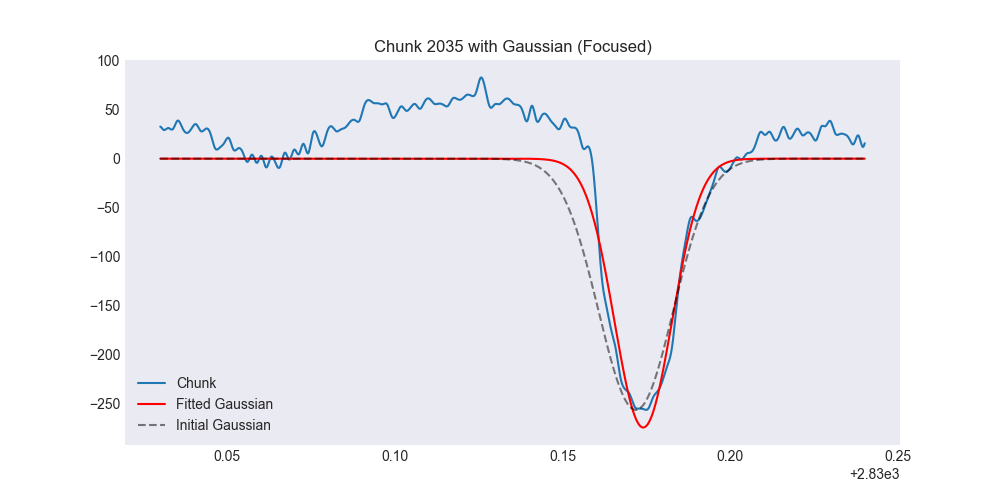 Chunk 2035 with Gaussian (Focused)
100
50
0
−50
−100
−150
−200
−250
Chunk
Fitted Gaussian
Initial Gaussian
0.05 0.10 0.15 0.20 0.25
+2.83e3